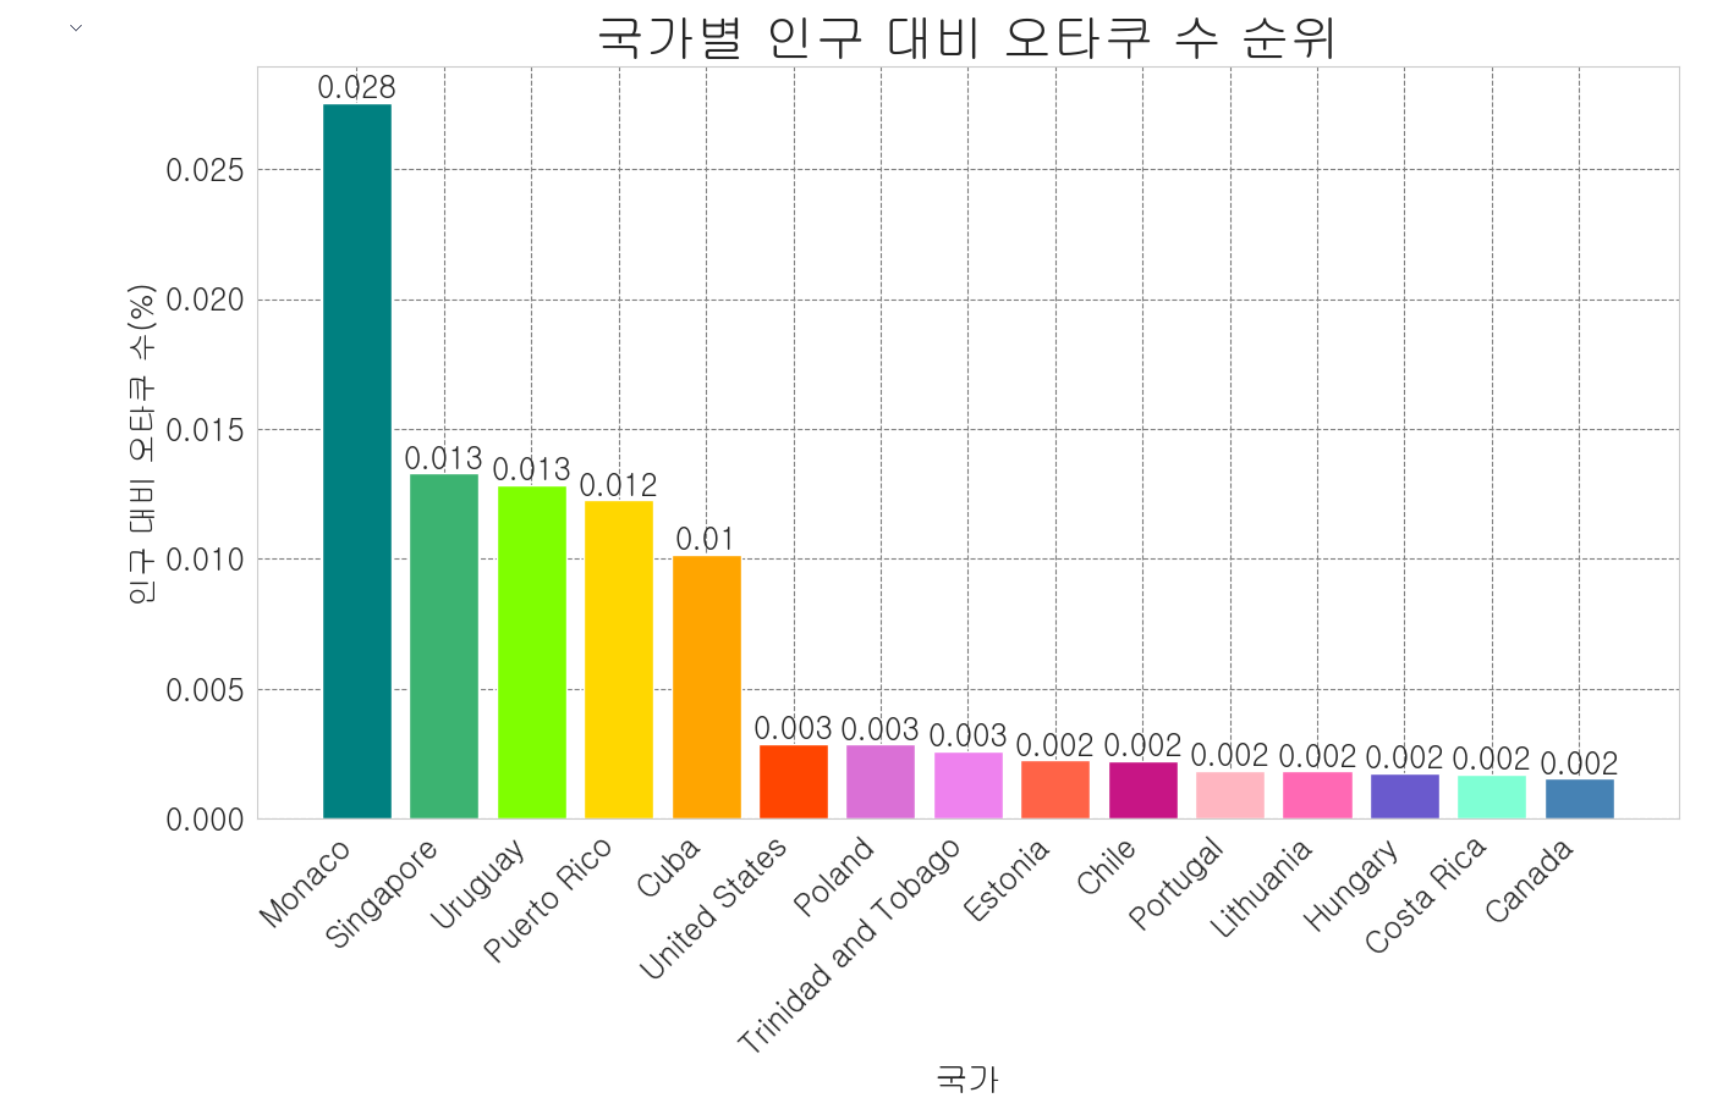 국가별 인구 대비 오타쿠 수 순위
인구 대비 오타쿠 수(%)
0.025
0.020
0.015
0.010
0.005
0.000
0.028
0.013
0.013
0.012
0.01
0.003
0.003
0.003
0.002
0.002
0.002
0.002
0.002
0.002
0.002
Monaco
Singapore
Uruguay
Puerto Rico
Cuba
United States
Poland
Trinidad and Tobago
Estonia
Chile
Portugal
Lithuania
Hungary
Costa Rica
Canada
국가